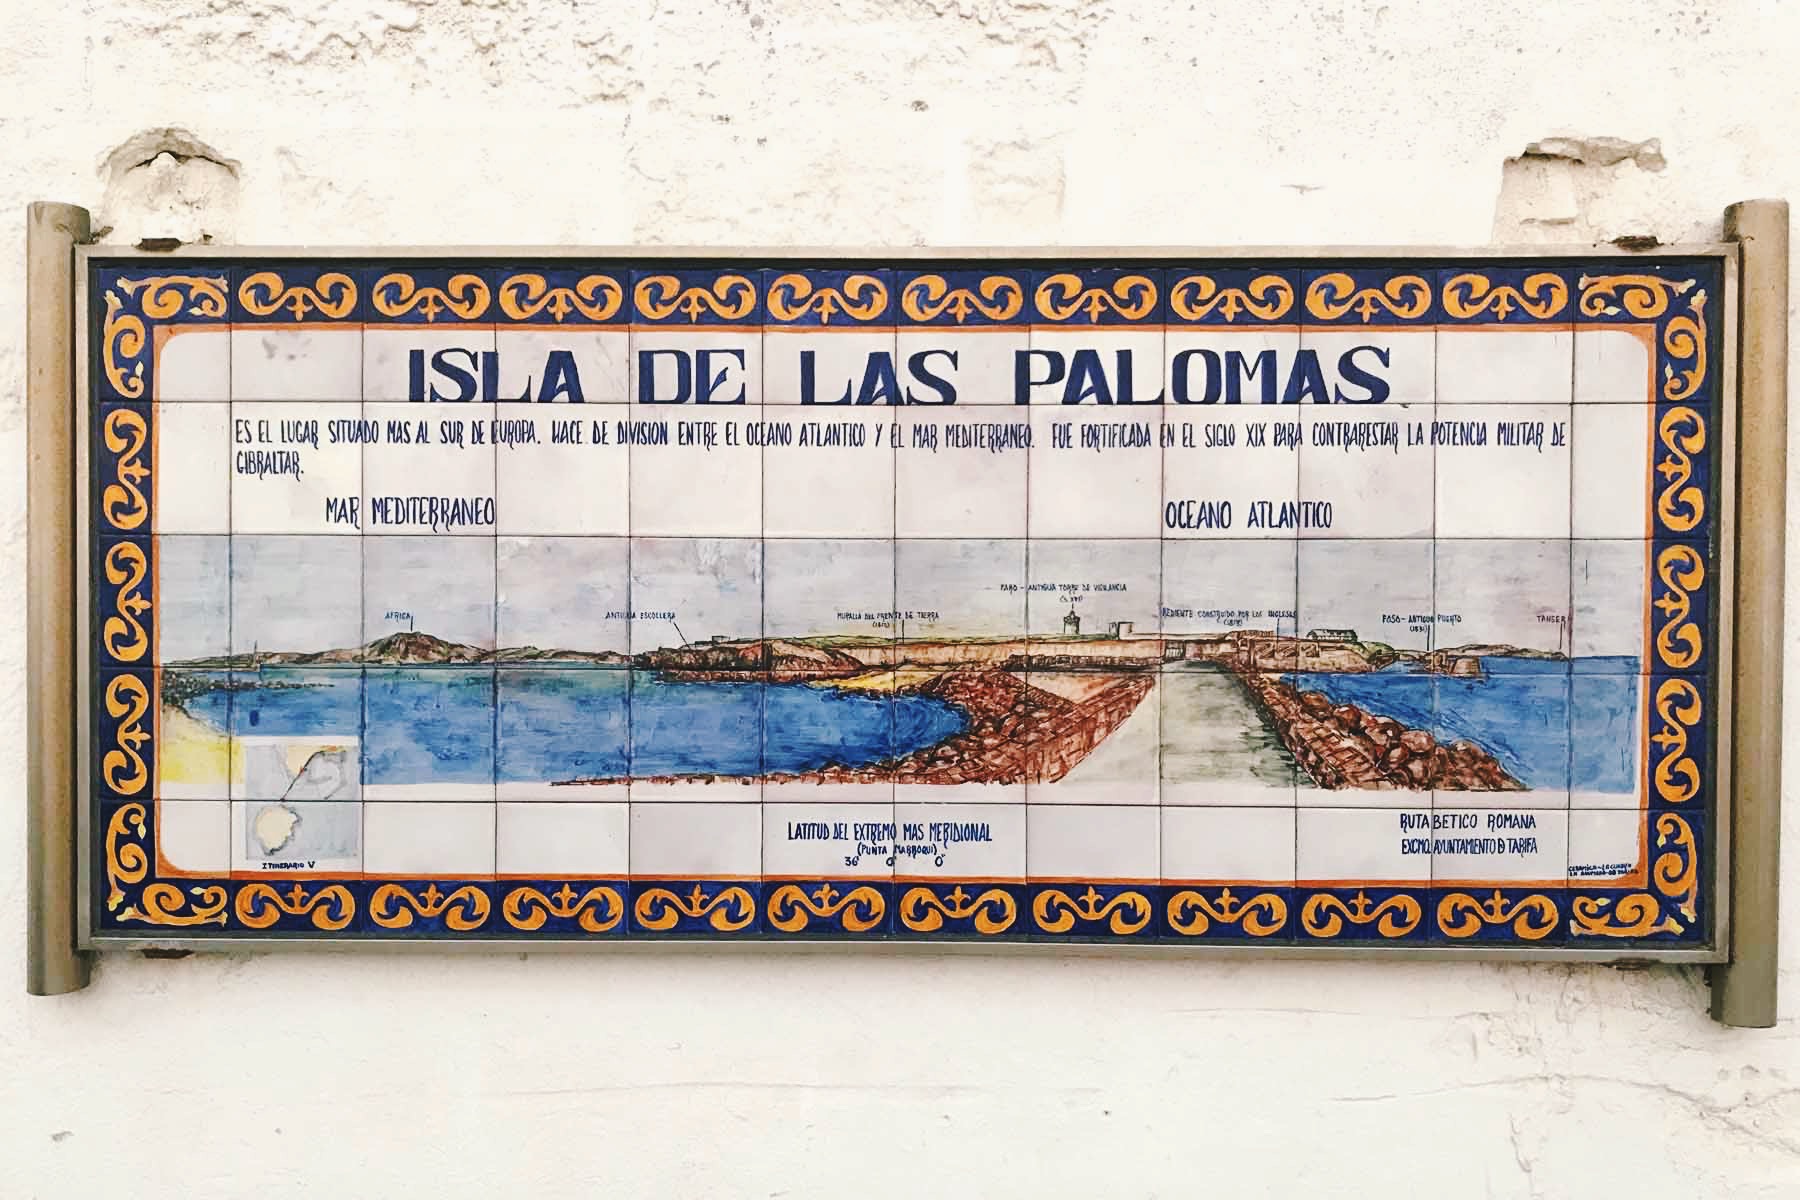 ISLA DE LAS PALOMAS
ES EL LUGAR SITUADO MAS AL SUR DE EUROPA. HACE DE DIVISION ENTRE EL OCEANO ATLANTICO Y EL MAR MEDITERRANEO. FUE FORTIFICADA EN EL SIGLO XIX PARA CONTRARESTAR LA POTENCIA MILITAR DE
GIBRALTAR.
MAR MEDITERRANEO
OCEANO ATLANTICO
FARO - ANTIGUA TORRE DE VIGILANCIA
AFRICA
ANTIGUA ESCOLLERA
MURALLA DEL FRENTE DE TIERRA
REDIENTE CONSTRUIDO POR LOS INGLESES
FOSO - ANTIGUO PUERTO
(1831)
TANGER
LATITUD DEL EXTREMO MAS MERIDIONAL
(PUNTA MARROQUI)
36° 0' 0"
ITINERARIO V
RUTA BETICO ROMANA
EXCMO. AYUNTAMIENTO D TARIFA